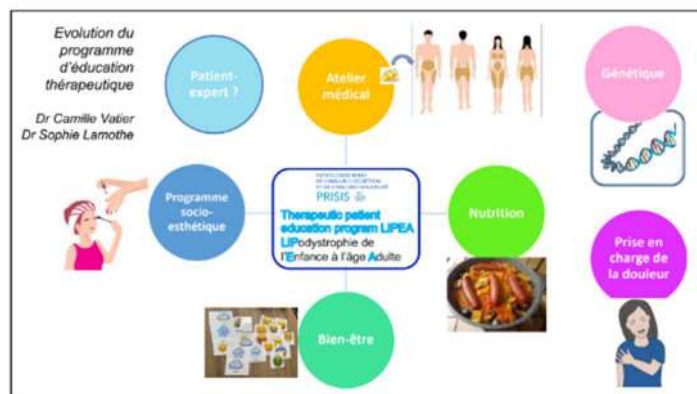 Evolution du
programme
d'éducation
thérapeutique
Dr Camille Vatier
Dr Sophie Lamothe
Patient-
expert ?
Atelier
médical
Génétique
Programme
socio-
esthétique
PRISIS
Therapeutic patient
education program LIPEA
LIPodystrophie de
l'Enfance à l'âge Adulte
Nutrition
Prise en
charge de
la douleur
Bien-être